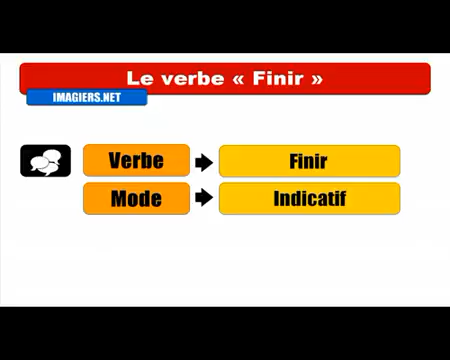 Le verbe « Finir »
IMAGIERS.NET
Verbe Finir
Mode Indicatif